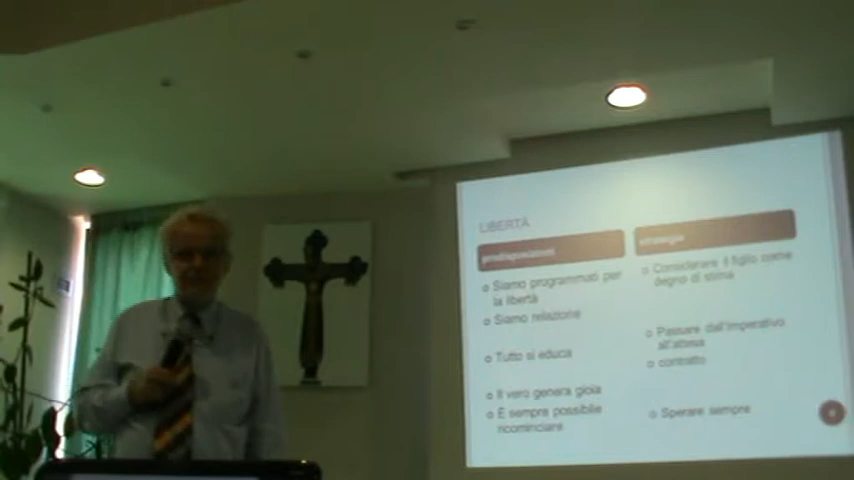 LIBERTÀ
predisposizioni
Siamo programmati per
la libertà
Siamo relazione
Tutto si educa
Il vero genera gioia
È sempre possibile
ricominciare
strategie
Considerare il figlio come
degno di stima
Passare dall'imperativo
all'attesa
contratto
Sperare sempre